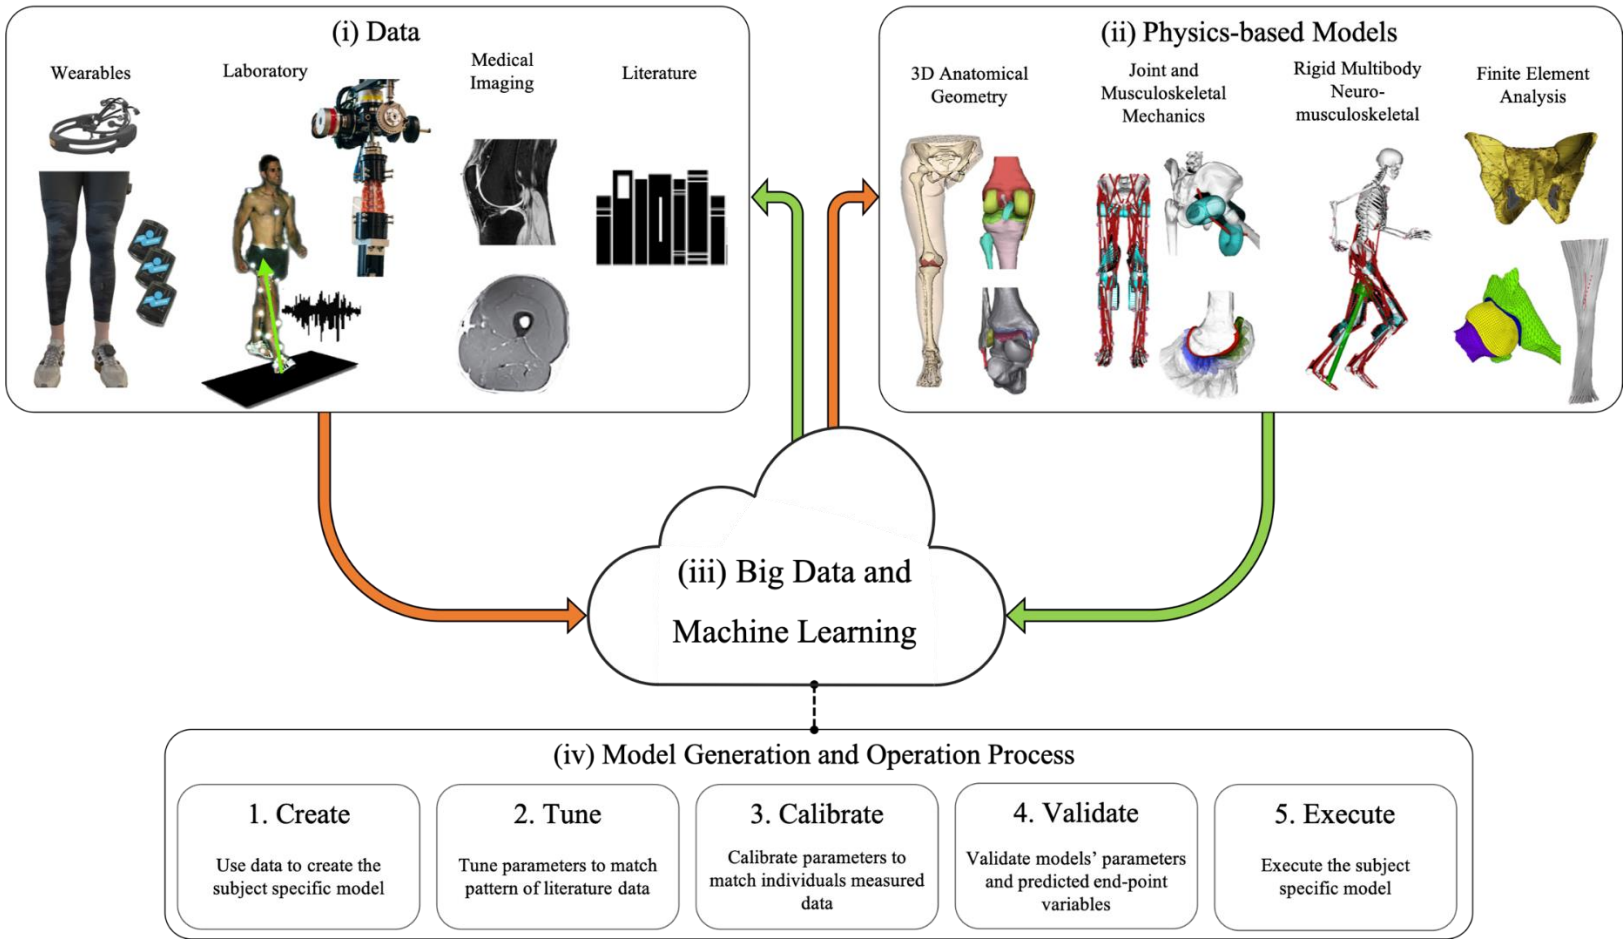 (i) Data
Wearables
Laboratory
Medical
Imaging
Literature
(ii) Physics-based Models
3D Anatomical
Geometry
Joint and
Musculoskeletal
Mechanics
Rigid Multibody
Neuro-
musculoskeletal
Finite Element
Analysis
(iii) Big Data and
Machine Learning
(iv) Model Generation and Operation Process
1. Create
Use data to create the
subject specific model
2. Tune
Tune parameters to match
pattern of literature data
3. Calibrate
Calibrate parameters to
match individuals measured
data
4. Validate
Validate models’ parameters
and predicted end-point
variables
5. Execute
Execute the subject
specific model